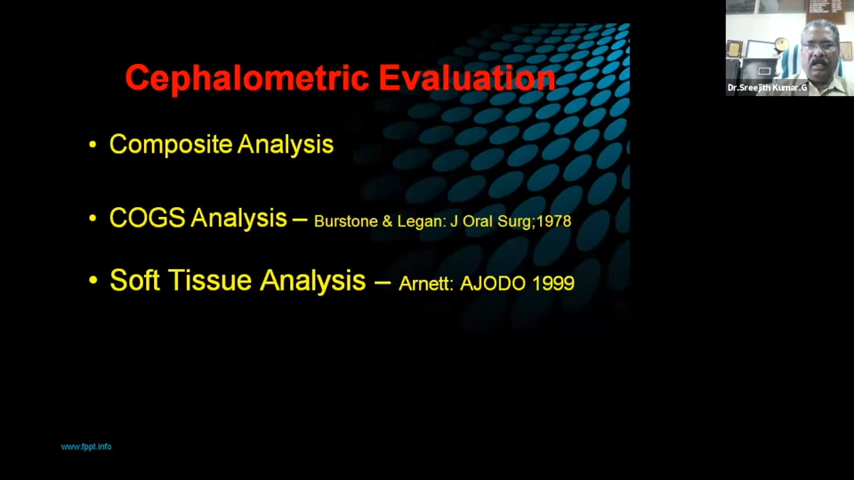 Cephalometric Evaluation
• Composite Analysis
• COGS Analysis – Burstone & Legan: J Oral Surg;1978
• Soft Tissue Analysis – Arnett: AJODO 1999
www.fppt.info
Dr.Sreejith Kumar.G